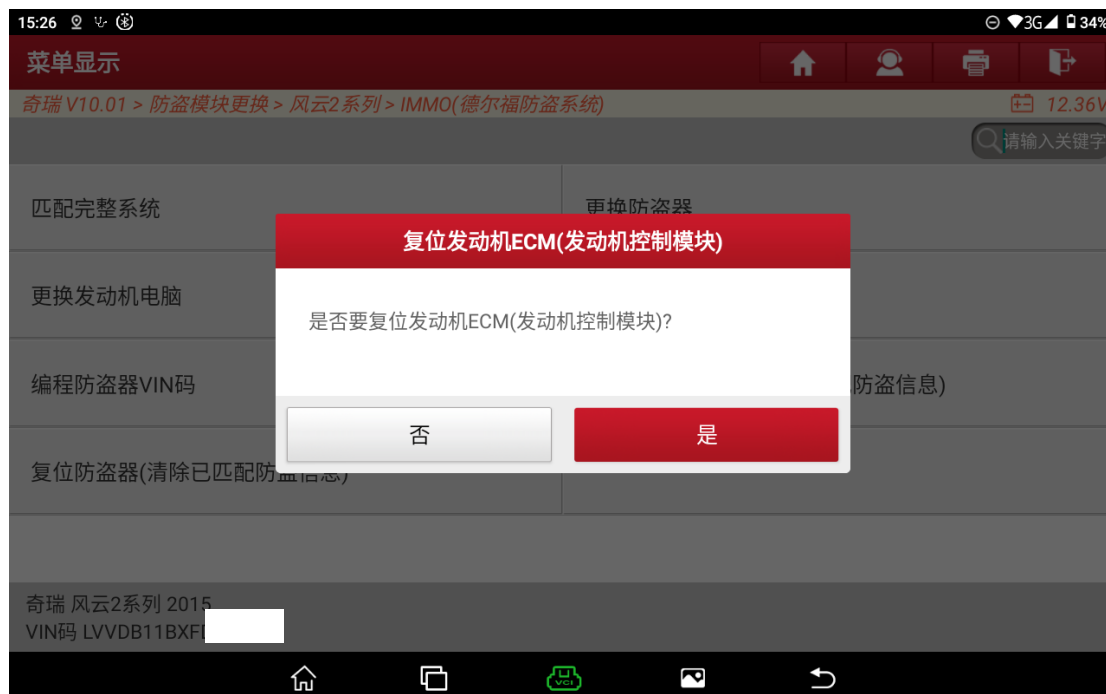 15:26
3G 34%
菜单显示
奇瑞 V10.01 > 防盗模块更换 > 风云2系列 > IMMO(德尔福防盗系统)
12.36V
请输入关键字
匹配完整系统
更换防盗器
复位发动机ECM(发动机控制模块)
更换发动机电脑
是否要复位发动机ECM(发动机控制模块)?
编程防盗器VIN码
防盗信息)
否
是
复位防盗器(清除已匹配防盗信息)
奇瑞 风云2系列 2015
VIN码 LVVDB11BXF
VCI